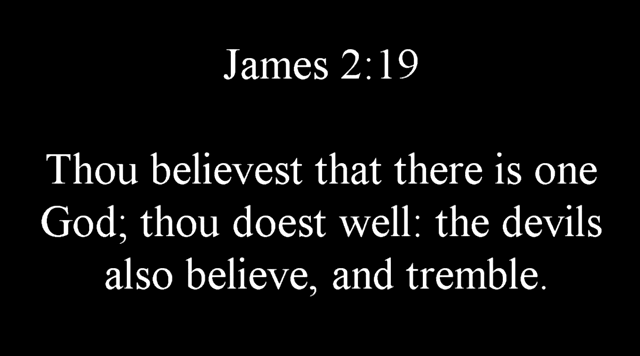 James 2:19
Thou believest that there is one
God; thou doest well: the devils
also believe, and tremble.